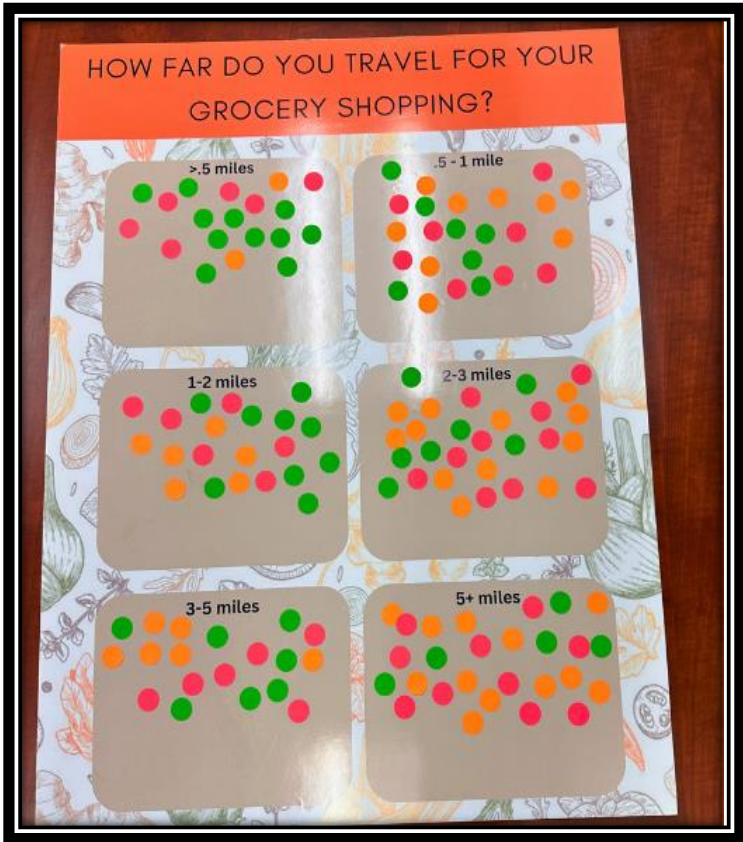 HOW FAR DO YOU TRAVEL FOR YOUR
GROCERY SHOPPING?
>.5 miles
.5 - 1 mile
1-2 miles
2-3 miles
3-5 miles
5+ miles